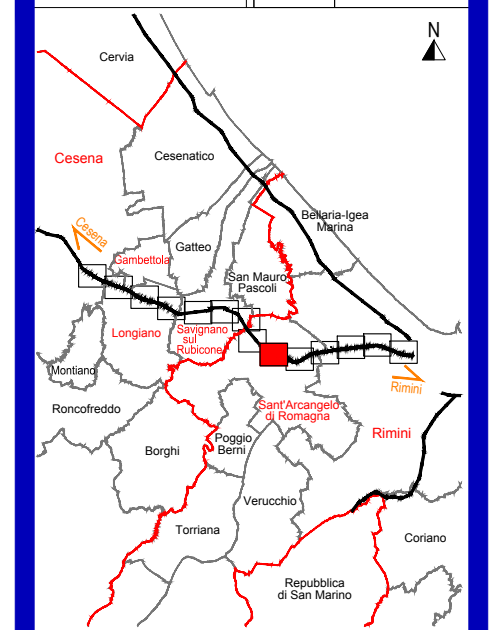 N
Cervia
Cesena
Cesenatico
Bellaria-Igea
Marina
Cesena
Gatteo
Gambettola
San Mauro
Pascoli
Longiano
Savignano
sul
Rubicone
Montiano
Rimini
Roncofreddo
Sant'Arcangelo
di Romagna
Rimini
Borghi
Poggio
Berni
Verucchio
Torriana
Coriano
Repubblica
di San Marino